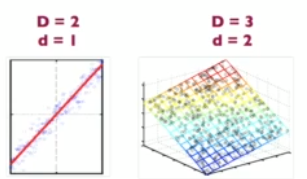 D = 2
d = 1
D = 3
d = 2